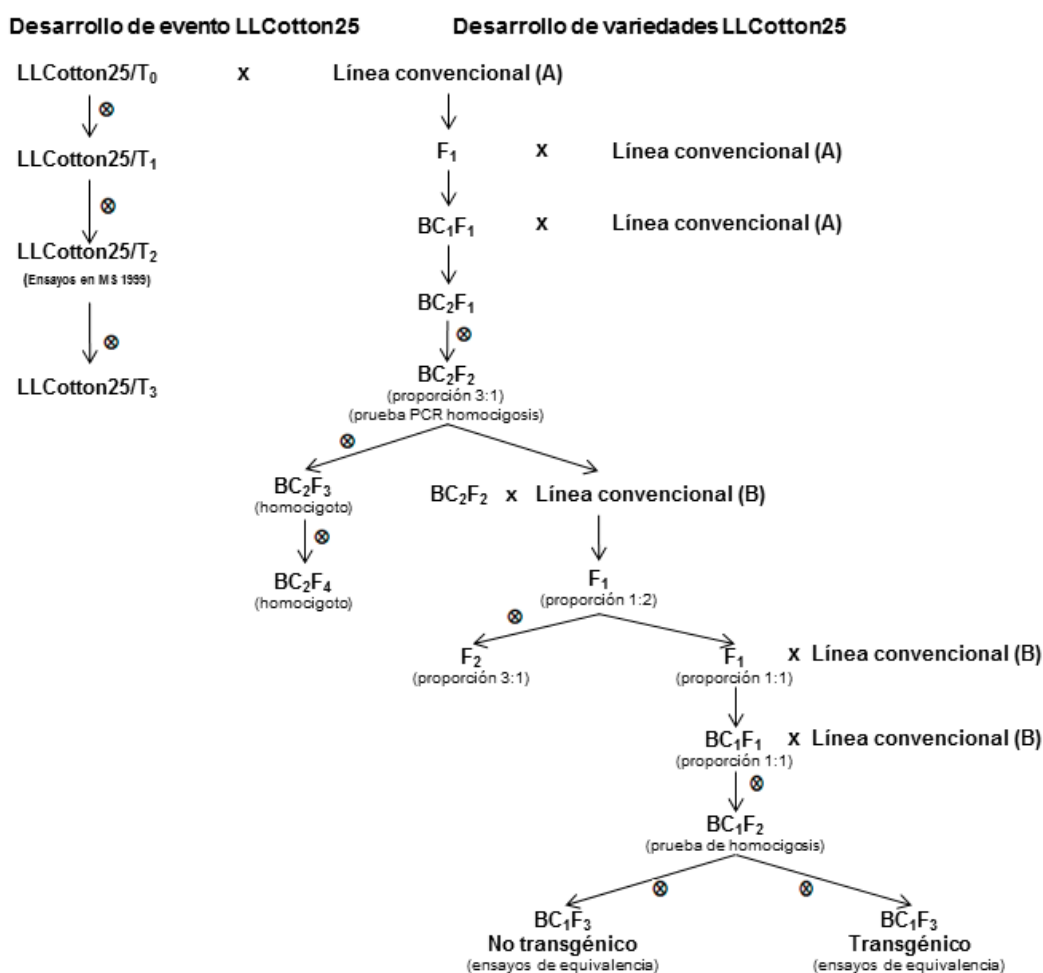 Desarrollo de evento LLCotton25 Desarrollo de variedades LLCotton25
LLCotton25/T₀ x Línea convencional (A)
⊗
LLCotton25/T₁ F₁ x Línea convencional (A)
⊗
LLCotton25/T₂ BC₁F₁ x Línea convencional (A)
(Ensayos en MS 1999)
BC₂F₁
⊗ ⊗
LLCotton25/T₃ BC₂F₂
(proporción 3:1)
(prueba PCR homocigosis)
⊗
BC₂F₃ BC₂F₂ x Línea convencional (B)
(homocigoto)
⊗
BC₂F₄ F₁
(homocigoto) (proporción 1:2)
⊗
F₂ F₁ x Línea convencional (B)
(proporción 3:1) (proporción 1:1)
BC₁F₁ x Línea convencional (B)
(proporción 1:1)
⊗
BC₁F₂
(prueba de homocigosis)
⊗ ⊗
BC₁F₃ BC₁F₃
No transgénico Transgénico
(ensayos de equivalencia) (ensayos de equivalencia)